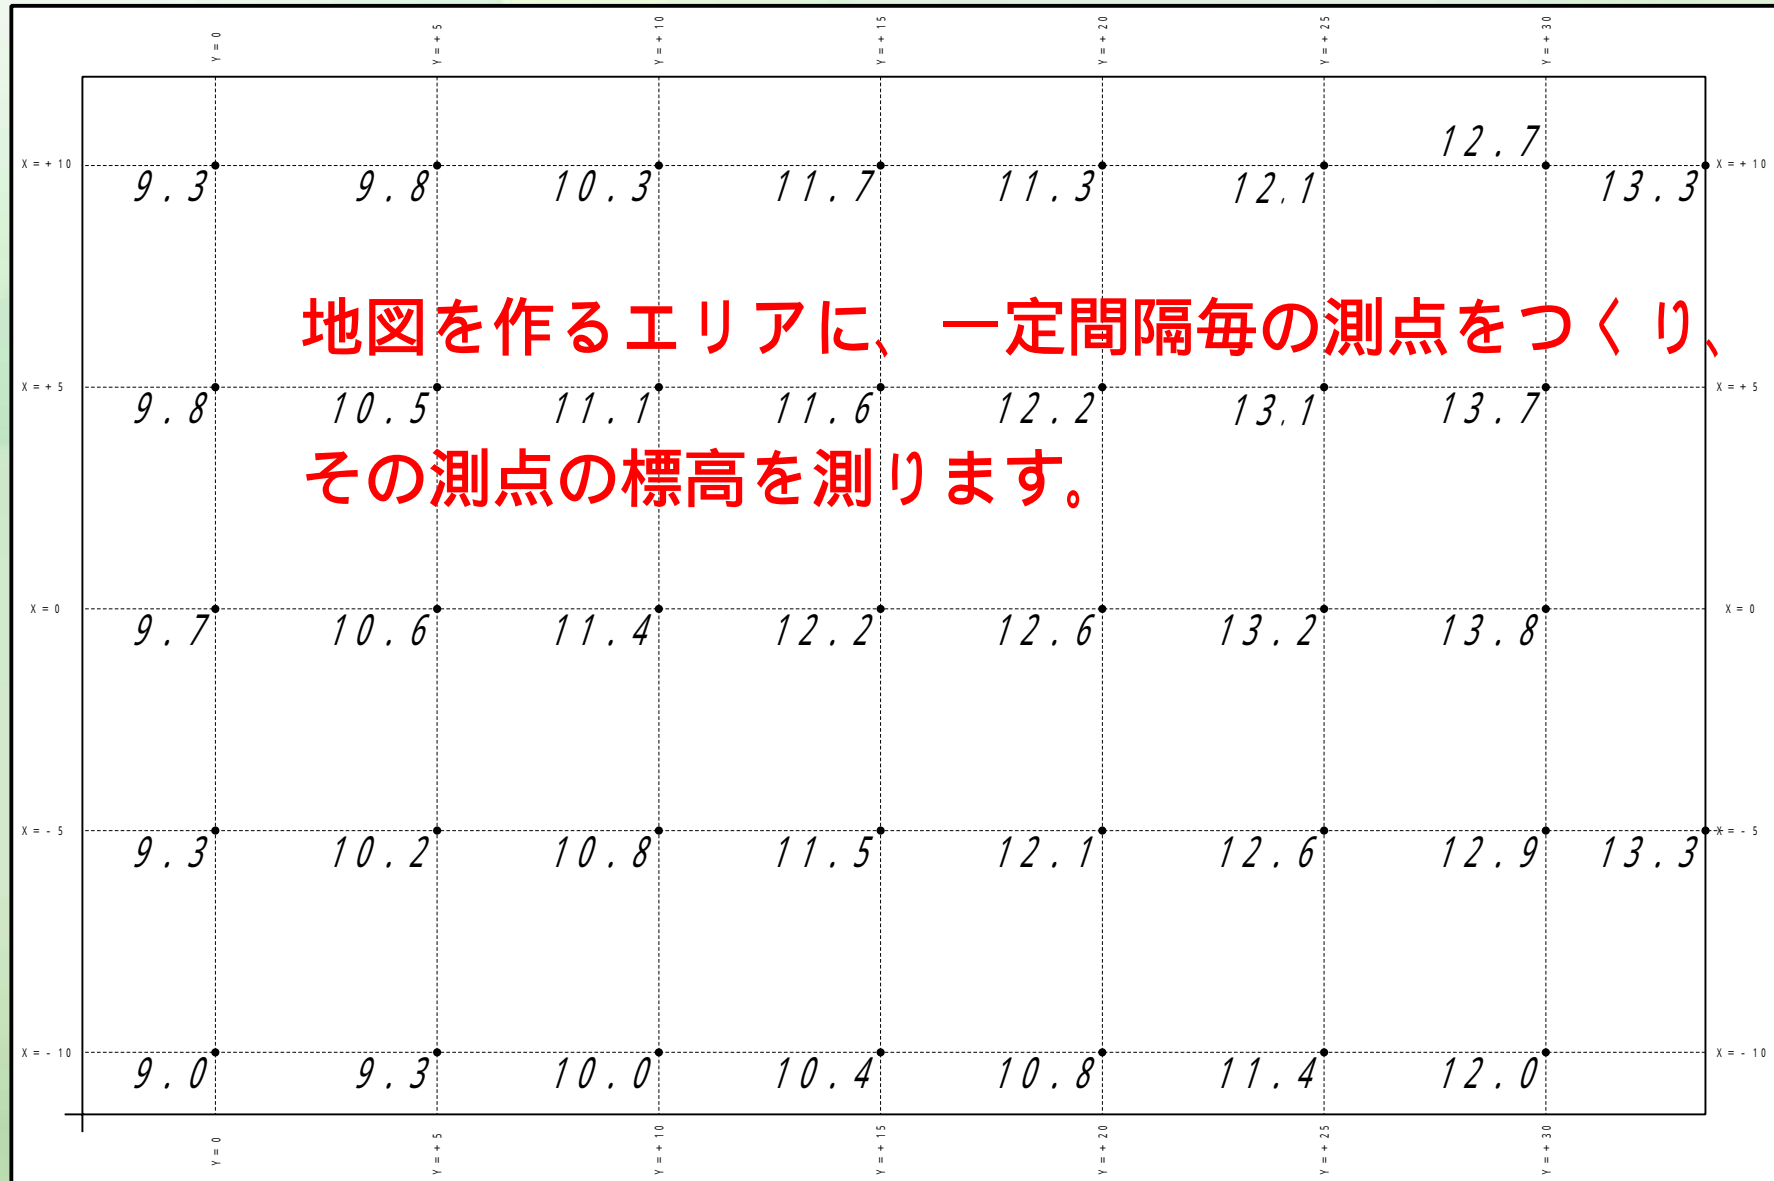 Y = 0 Y = + 5 Y = + 10 Y = + 15 Y = + 20 Y = + 25 Y = + 30
12.7
X = + 10 X = + 10
9.3 9.8 10.3 11.7 11.3 12.1 13.3
地図を作るエリアに、一定間隔毎の測点をつくり、
X = + 5 X = + 5
9.8 10.5 11.1 11.6 12.2 13.1 13.7
その測点の標高を測ります。
X = 0 X = 0
9.7 10.6 11.4 12.2 12.6 13.2 13.8
X = - 5 X = - 5
9.3 10.2 10.8 11.5 12.1 12.6 12.9 13.3
X = - 10 X = - 10
9.0 9.3 10.0 10.4 10.8 11.4 12.0
Y = 0 Y = + 5 Y = + 10 Y = + 15 Y = + 20 Y = + 25 Y = + 30